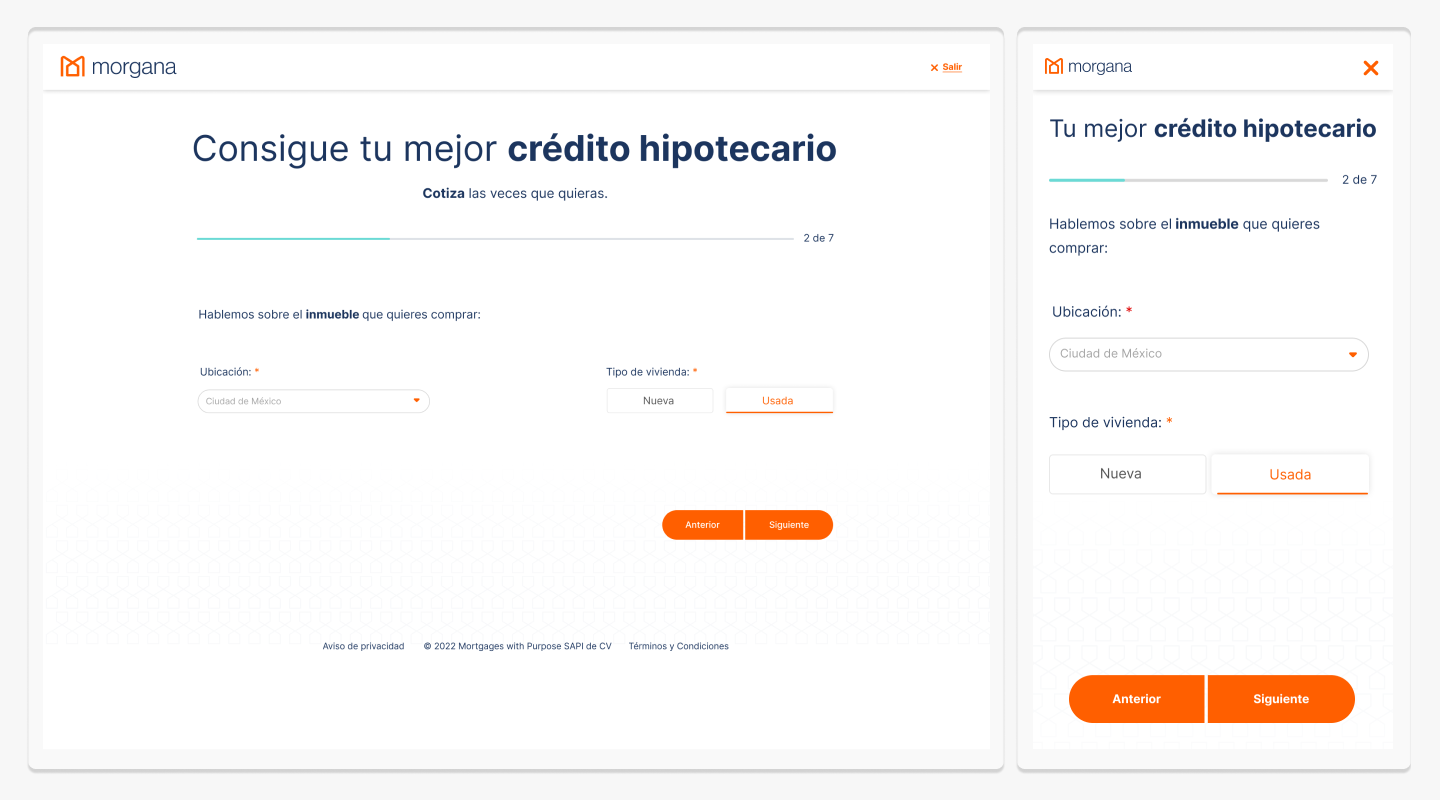 morgana
Salir
Consigue tu mejor crédito hipotecario
Cotiza las veces que quieras.
2 de 7
Hablemos sobre el inmueble que quieres comprar:
Ubicación: *
Ciudad de México
Tipo de vivienda: *
Nueva
Usada
Anterior
Siguiente
Aviso de privacidad
© 2022 Mortgages with Purpose SAPI de CV
Términos y Condiciones
morgana
Tu mejor crédito hipotecario
2 de 7
Hablemos sobre el inmueble que quieres
comprar:
Ubicación: *
Ciudad de México
Tipo de vivienda: *
Nueva
Usada
Anterior
Siguiente